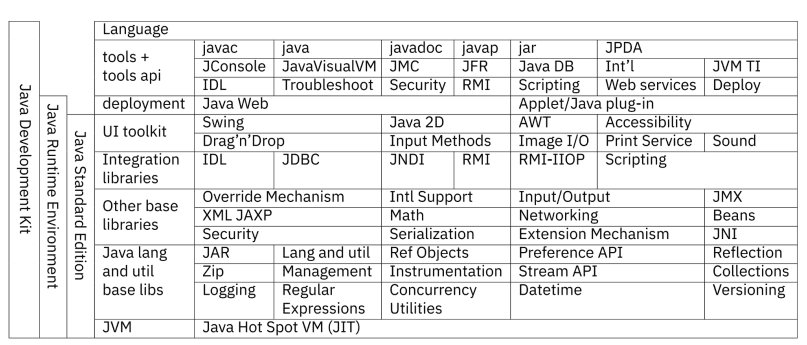 Java Development Kit
Java Runtime Environment
Java Standard Edition
Language
tools +
tools api
javac java javadoc javap jar JPDA
JConsole JavaVisualVM JMC JFR Java DB Int'l JVM TI
IDL Troubleshoot Security RMI Scripting Web services Deploy
deployment Java Web Applet/Java plug-in
UI toolkit
Swing Java 2D AWT Accessibility
Drag'n'Drop Input Methods Image I/O Print Service Sound
Integration
libraries
IDL JDBC JNDI RMI RMI-IIOP Scripting
Other base
libraries
Override Mechanism Intl Support Input/Output JMX
XML JAXP Math Networking Beans
Security Serialization Extension Mechanism JNI
Java lang
and util
base libs
JAR Lang and util Ref Objects Preference API Reflection
Zip Management Instrumentation Stream API Collections
Logging Regular Concurrency Datetime Versioning
Expressions Utilities
JVM Java Hot Spot VM (JIT)